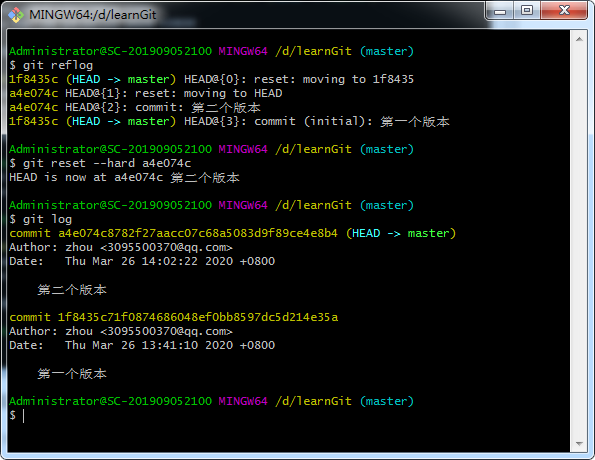 MINGW64:/d/learnGit
Administrator@SC-201909052100 MINGW64 /d/learnGit (master)
$ git reflog
1f8435c (HEAD -> master) HEAD@{0}: reset: moving to 1f8435
a4e074c HEAD@{1}: reset: moving to HEAD
a4e074c HEAD@{2}: commit: 第二个版本
1f8435c (HEAD -> master) HEAD@{3}: commit (initial): 第一个版本
Administrator@SC-201909052100 MINGW64 /d/learnGit (master)
$ git reset --hard a4e074c
HEAD is now at a4e074c 第二个版本
Administrator@SC-201909052100 MINGW64 /d/learnGit (master)
$ git log
commit a4e074c8782f27aacc07c68a5083d9f89ce4e8b4 (HEAD -> master)
Author: zhou <3095500370@qq.com>
Date:   Thu Mar 26 14:02:22 2020 +0800
第二个版本
commit 1f8435c71f0874686048ef0bb8597dc5d214e35a
Author: zhou <3095500370@qq.com>
Date:   Thu Mar 26 13:41:10 2020 +0800
第一个版本
Administrator@SC-201909052100 MINGW64 /d/learnGit (master)
$